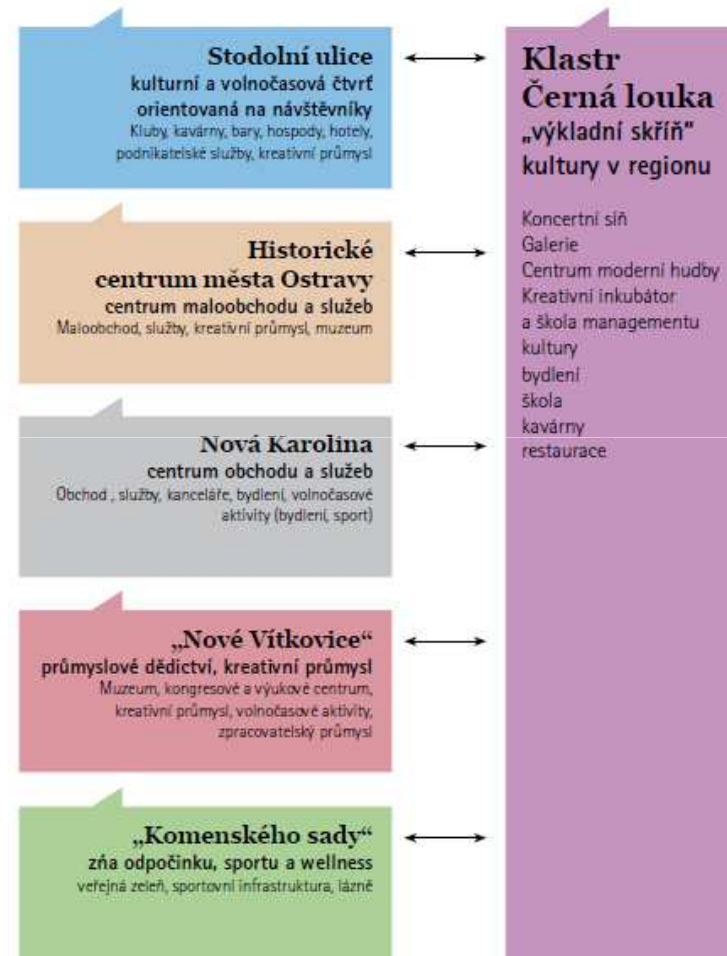 Stodolní ulice
kulturní a volnočasová čtvrť
orientovaná na návštěvníky
Kluby, kavárny, bary, hospody, hotely,
podnikatelské služby, kreativní průmysl
Historické
centrum města Ostravy
centrum maloobchodu a služeb
Maloobchod, služby, kreativní průmysl, muzeum
Nová Karolina
centrum obchodu a služeb
Obchod , služby, kanceláře, bydlení, volnočasové
aktivity (bydlení, sport)
„Nové Vítkovice“
průmyslové dědictví, kreativní průmysl
Muzeum, kongresové a výukové centrum,
kreativní průmysl, volnočasové aktivity,
zpracovatelský průmysl
„Komenského sady“
zńa odpočinku, sportu a wellness
veřejná zeleň, sportovní infrastruktura, lázně
Klastr
Černá louka
„výkladní skříň"
kultury v regionu
Koncertní síň
Galerie
Centrum moderní hudby
Kreativní inkubátor
a škola managementu
kultury
bydlení
škola
kavárny
restaurace